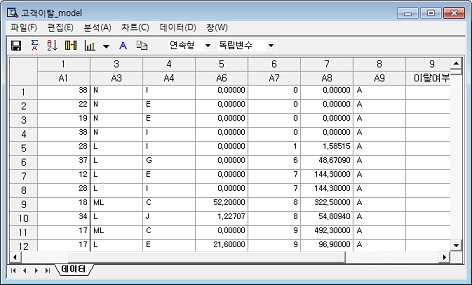 고객이탈_model
파일(F) 편집(E) 분석(A) 차트(C) 데이터(D) 창(W)
연속형 독립변수
1 3 4 5 6 7 8 9
A1 A3 A4 A6 A7 A8 A9 이탈여부
1 38 N I 0,00000 0 0,00000 A
2 22 N E 0,00000 0 0,00000 A
3 19 N E 0,00000 0 0,00000 A
4 38 N I 0,00000 0 0,00000 A
5 28 L I 0,00000 1 1,58515 A
6 37 L G 0,00000 6 48,67090 A
7 12 L E 0,00000 7 144,30000 A
8 28 L I 0,00000 7 144,30000 A
9 18 ML C 52,20000 8 322,50000 A
10 34 L J 1,22707 8 54,80940 A
11 17 ML C 0,00000 9 492,30000 A
12 17 L E 21,60000 9 96,90000 A
데이터